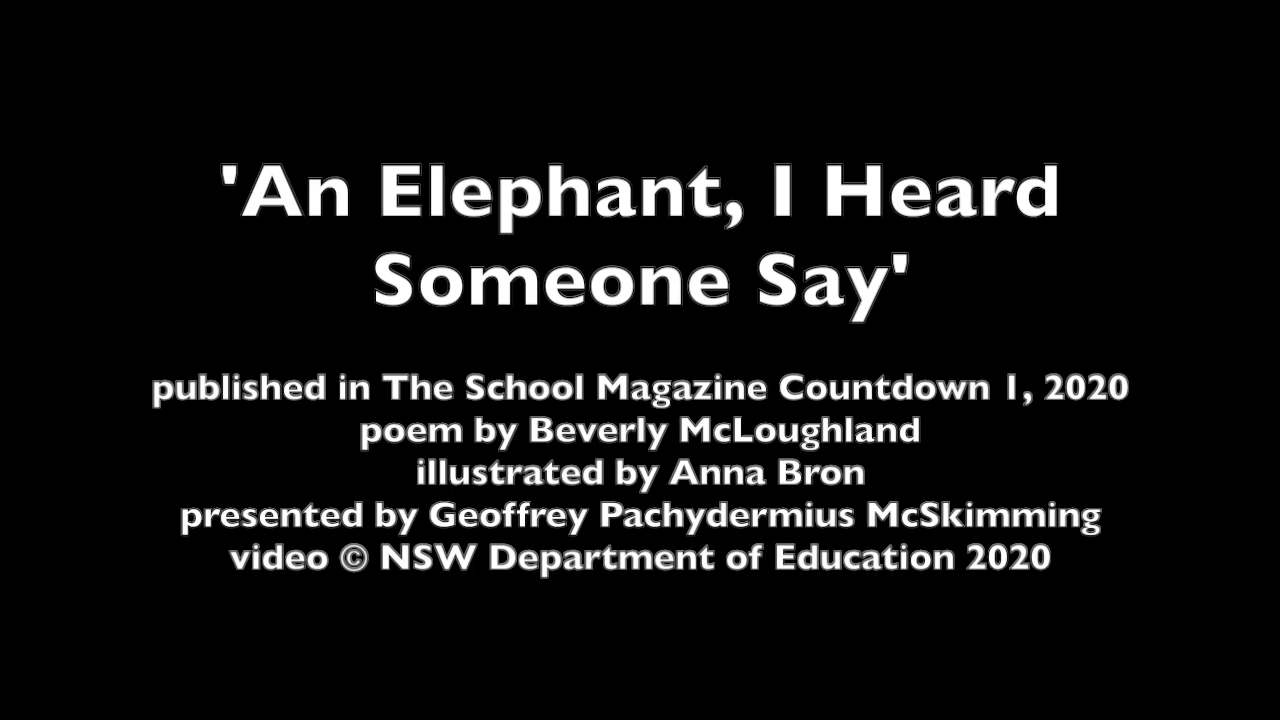 'An Elephant, I Heard
Someone Say'
published in The School Magazine Countdown 1, 2020
poem by Beverly McLoughland
illustrated by Anna Bron
presented by Geoffrey Pachydermius McSkimming
video © NSW Department of Education 2020